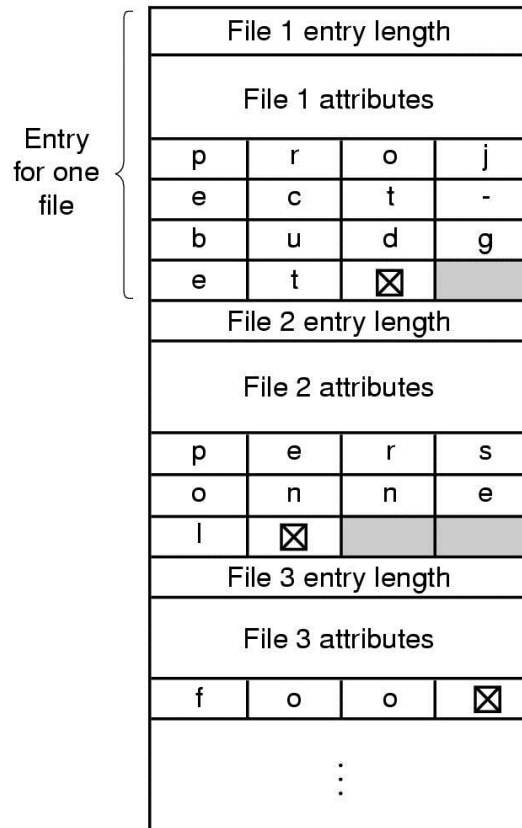 File 1 entry length
File 1 attributes
Entry
for one
file
p r o j
e c t -
b u d g
e t ☒
File 2 entry length
File 2 attributes
p e r s
o n n e
l ☒
File 3 entry length
File 3 attributes
f o o ☒
⋮